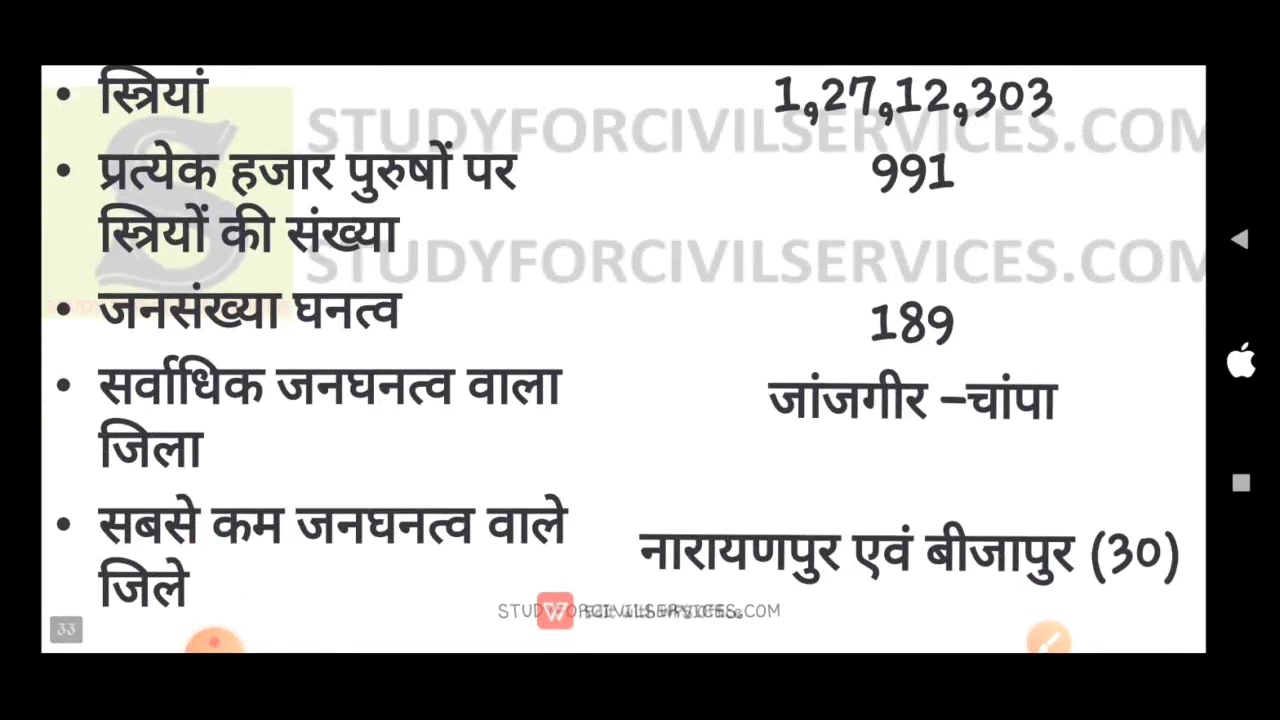 • स्त्रियां 1,27,12,303
STUDYFORCIVILSERVICES.COM
• प्रत्येक हजार पुरुषों पर 991
स्त्रियों की संख्या
STUDYFORCIVILSERVICES.COM
• जनसंख्या घनत्व 189
• सर्वाधिक जनघनत्व वाला जांजगीर –चांपा
जिला
• सबसे कम जनघनत्व वाले नारायणपुर एवं बीजापुर (30)
जिले
STUDYFORCIVILSERVICES.COM
33